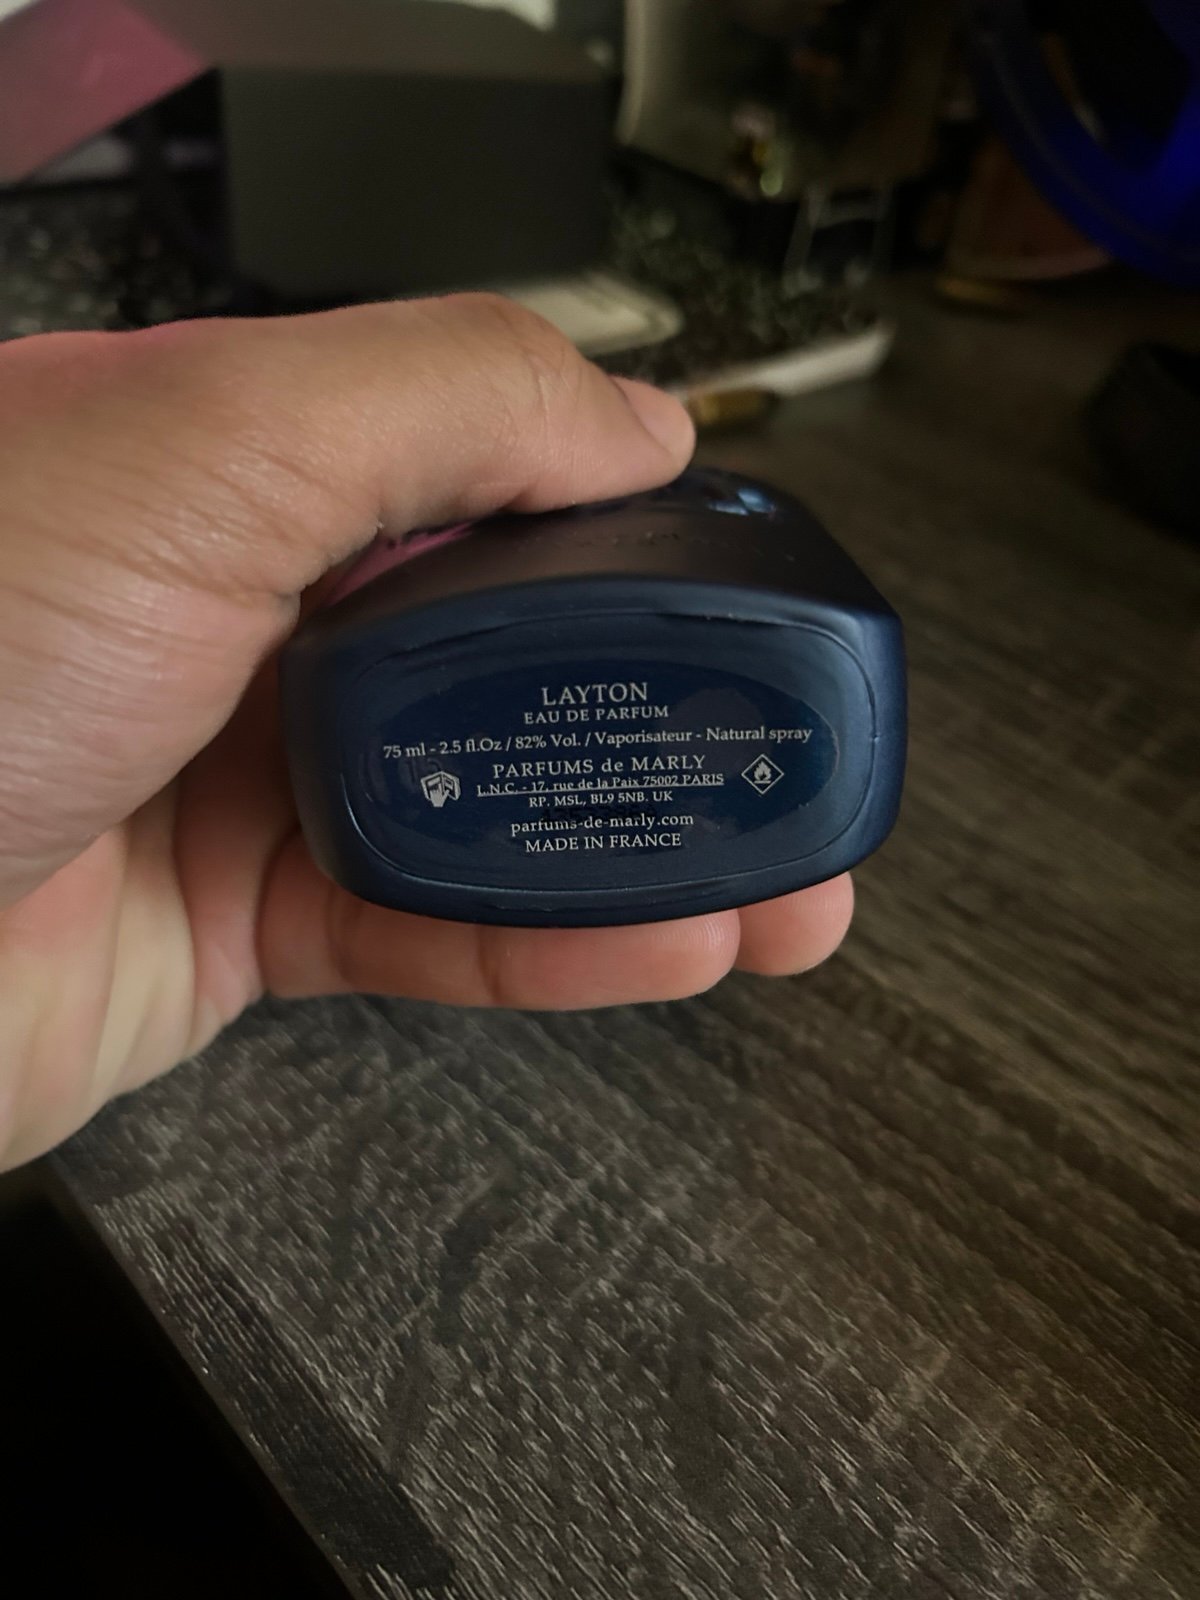 LAYTON
EAU DE PARFUM
75 ml - 2.5 fl.Oz / 82% Vol. / Vaporisateur - Natural spray
PARFUMS de MARLY
L.N.C. - 17, rue de la Paix 75002 PARIS
RP. MSL, BL9 5NB. UK
parfums-de-marly.com
MADE IN FRANCE